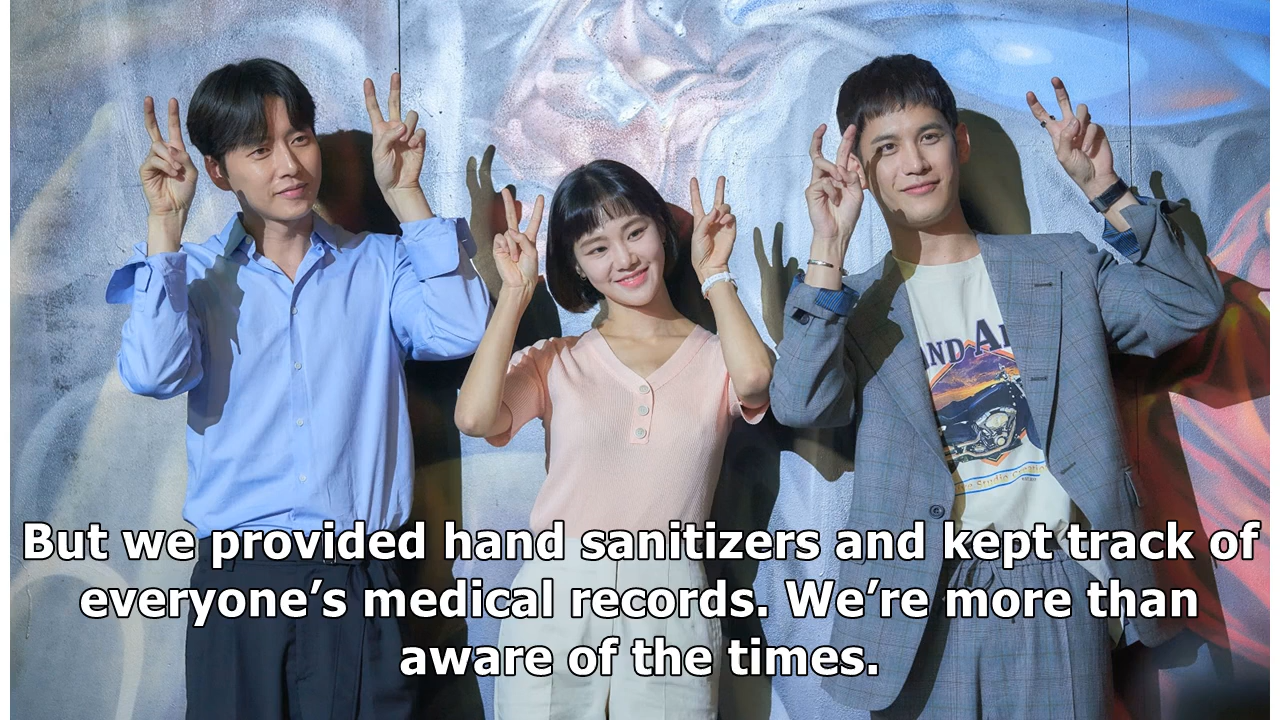 AND A
But we provided hand sanitizers and kept track of
everyone’s medical records. We’re more than
aware of the times.